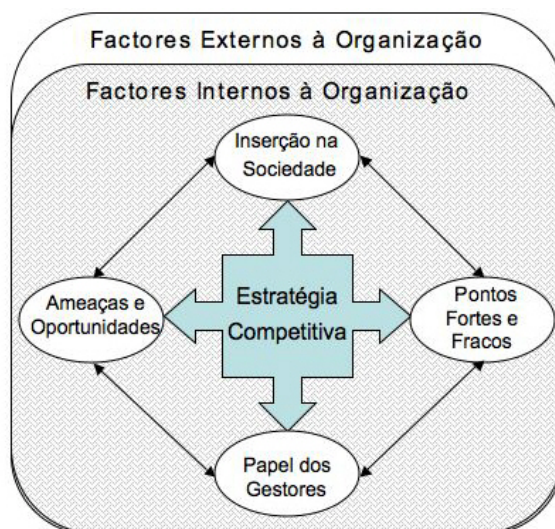 Factores Externos à Organização
Factores Internos à Organização
Inserção na
Sociedade
Ameaças e
Oportunidades
Estratégia
Competitiva
Pontos
Fortes e
Fracos
Papel dos
Gestores